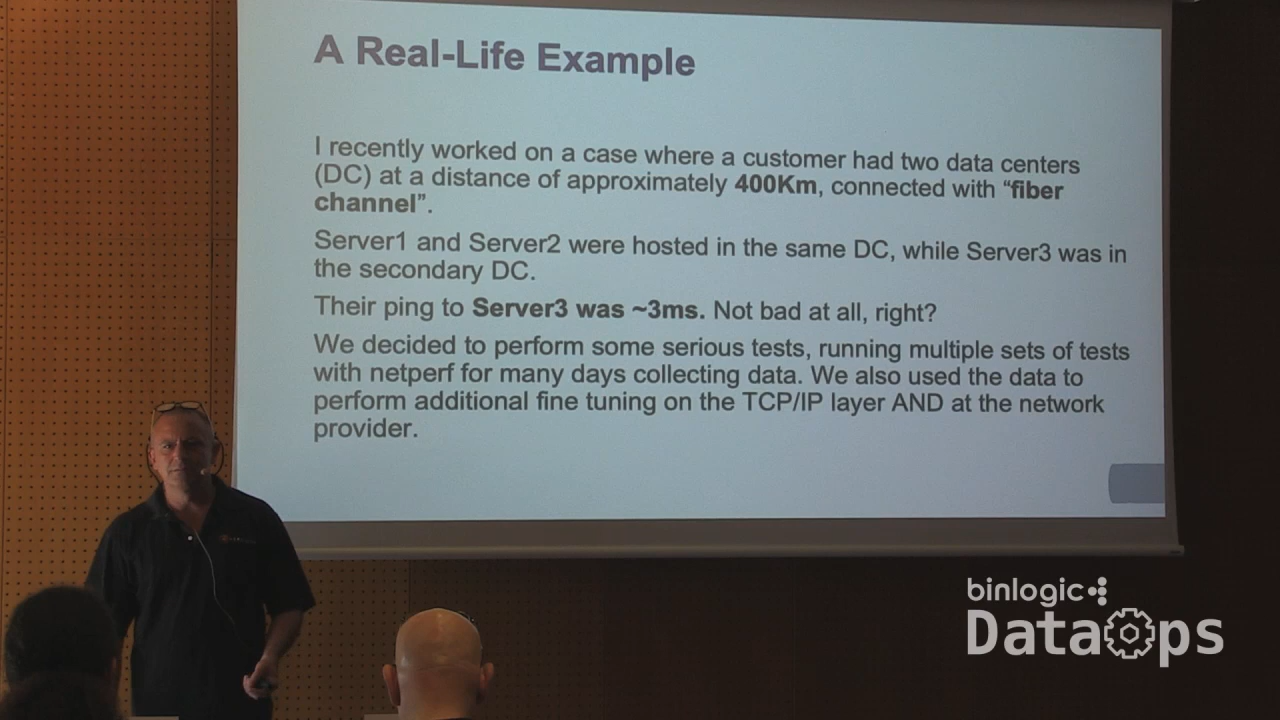 A Real-Life Example
I recently worked on a case where a customer had two data centers
(DC) at a distance of approximately 400Km, connected with “fiber
channel”.
Server1 and Server2 were hosted in the same DC, while Server3 was in
the secondary DC.
Their ping to Server3 was ~3ms. Not bad at all, right?
We decided to perform some serious tests, running multiple sets of tests
with netperf for many days collecting data. We also used the data to
perform additional fine tuning on the TCP/IP layer AND at the network
provider.
binlogic
DataOps